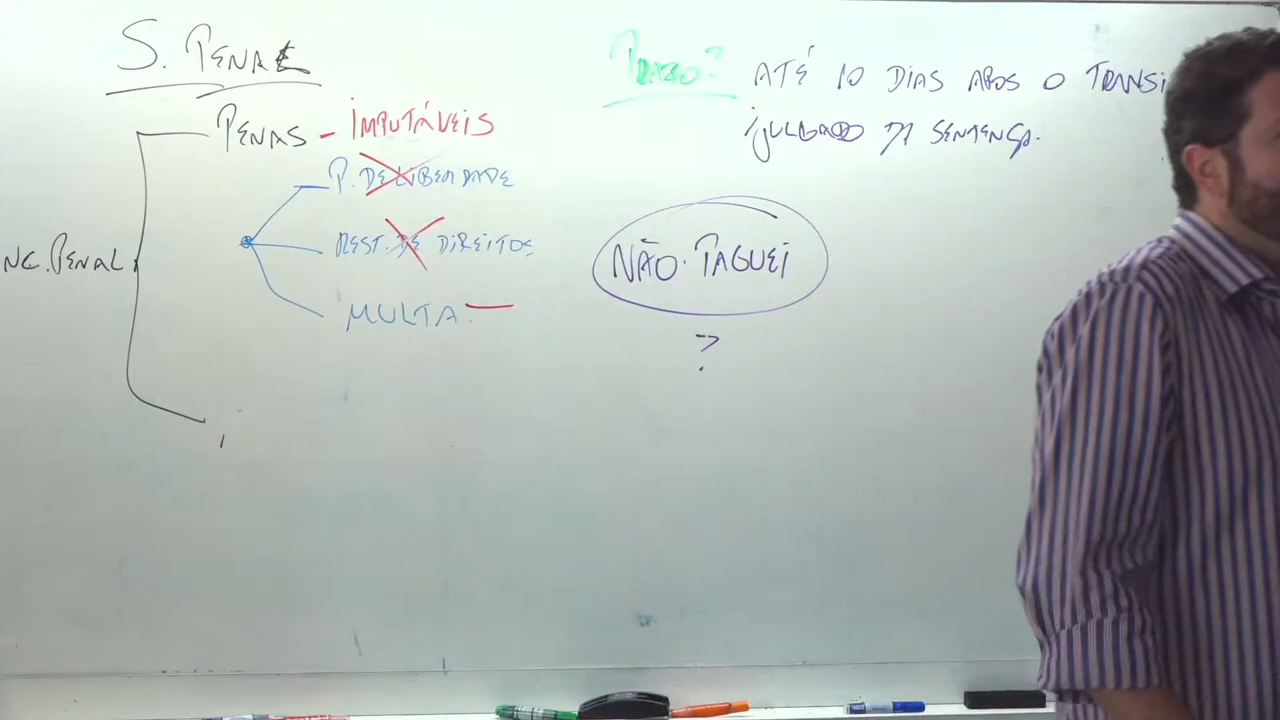 S. PENAL
PENAS - IMPUTÁVEIS
P. DE LIBERDADE
REST. DE DIREITOS
NC. PENAL
MULTA.
PRAZO?
ATÉ 10 DIAS APOS O TRANSI
JULGADO DA SENTENÇA.
NÃO. PAGUEI
?